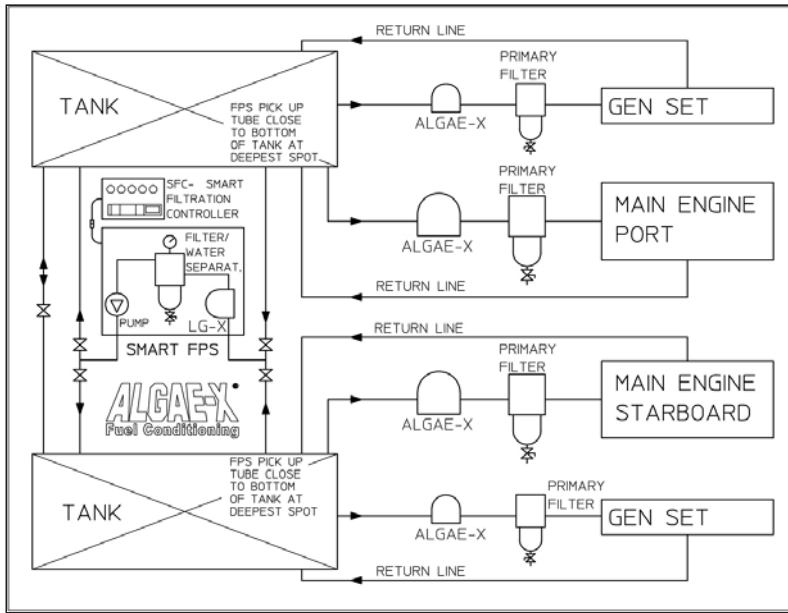 RETURN LINE
PRIMARY
FILTER
TANK
FPS PICK UP
TUBE CLOSE
TO BOTTOM
OF TANK AT
DEEPEST SPOT
ALGAE-X
GEN SET
SFC- SMART
FILTRATION
CONTROLLER
PRIMARY
FILTER
MAIN ENGINE
PORT
ALGAE-X
FILTER/
WATER
SEPARAT.
RETURN LINE
PUMP
LG-X
SMART FPS
RETURN LINE
PRIMARY
FILTER
MAIN ENGINE
STARBOARD
ALGAE-X
Fuel Conditioning
ALGAE-X
FPS PICK UP
TUBE CLOSE
TO BOTTOM
OF TANK AT
DEEPEST SPOT
TANK
PRIMARY
FILTER
GEN SET
ALGAE-X
RETURN LINE